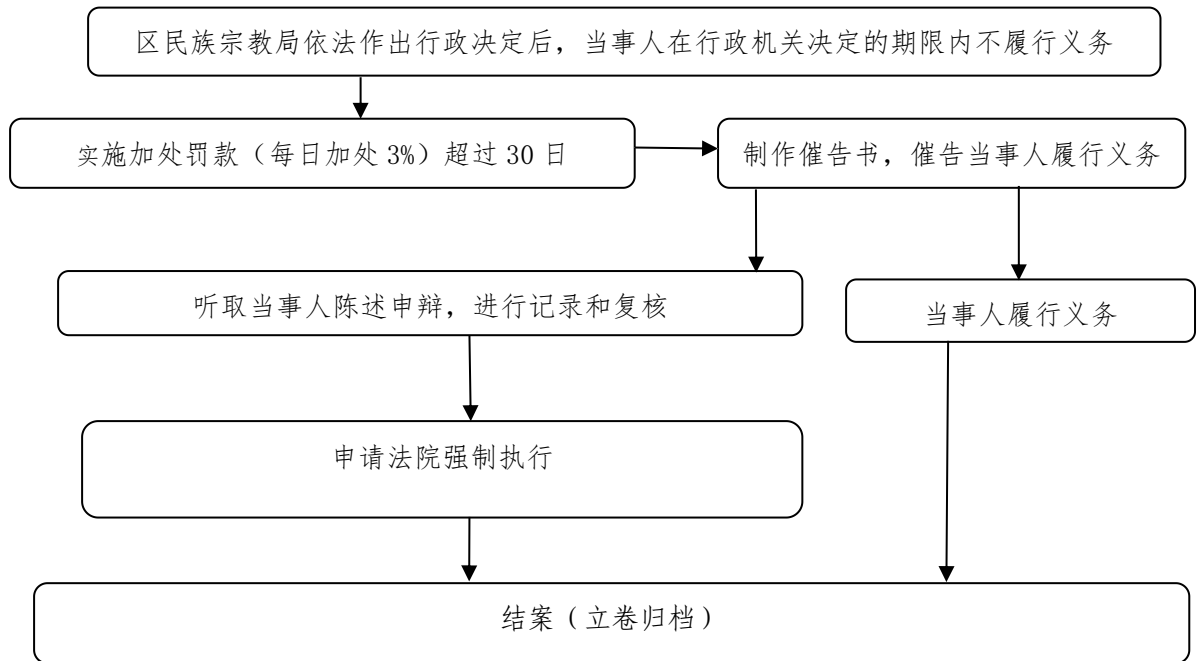 区民族宗教局依法作出行政决定后，当事人在行政机关决定的期限内不履行义务
实施加处罚款（每日加处 3%）超过 30 日
制作催告书，催告当事人履行义务
听取当事人陈述申辩，进行记录和复核
当事人履行义务
申请法院强制执行
结案（立卷归档）